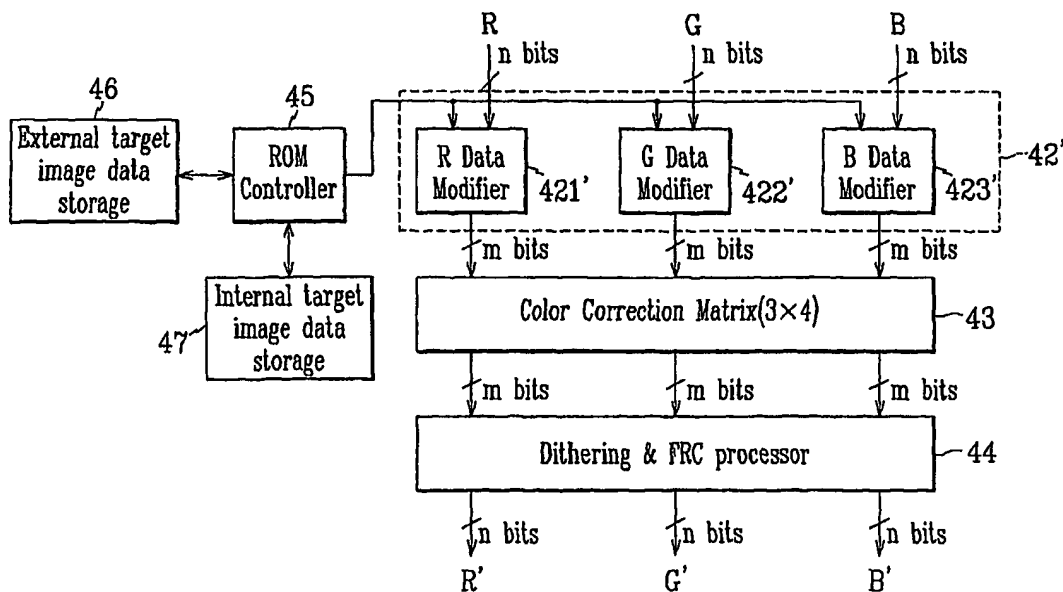 R G B
n bits n bits n bits
46 45
External target
image data
storage
ROM
Controller
R Data
Modifier
G Data
Modifier
B Data
Modifier
42'
421' 422' 423'
m bits m bits m bits
Internal target
image data
storage
47
Color Correction Matrix(3×4)
43
m bits m bits m bits
Dithering & FRC processor
44
n bits n bits n bits
R' G' B'